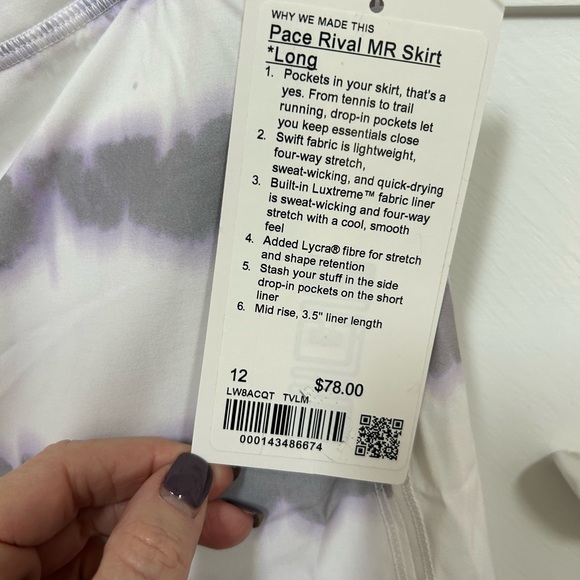 WHY WE MADE THIS
Pace Rival MR Skirt
*Long
1. Pockets in your skirt, that's a
yes. From tennis to trail
running, drop-in pockets let
you keep essentials close
2. Swift fabric is lightweight,
four-way stretch,
sweat-wicking, and quick-drying
3. Built-in Luxtreme™ fabric liner
is sweat-wicking and four-way
stretch with a cool, smooth
feel
4. Added Lycra® fibre for stretch
and shape retention
5. Stash your stuff in the side
drop-in pockets on the short
liner
6. Mid rise, 3.5" liner length
12 $78.00
LW8ACQT TVLM
000143486674